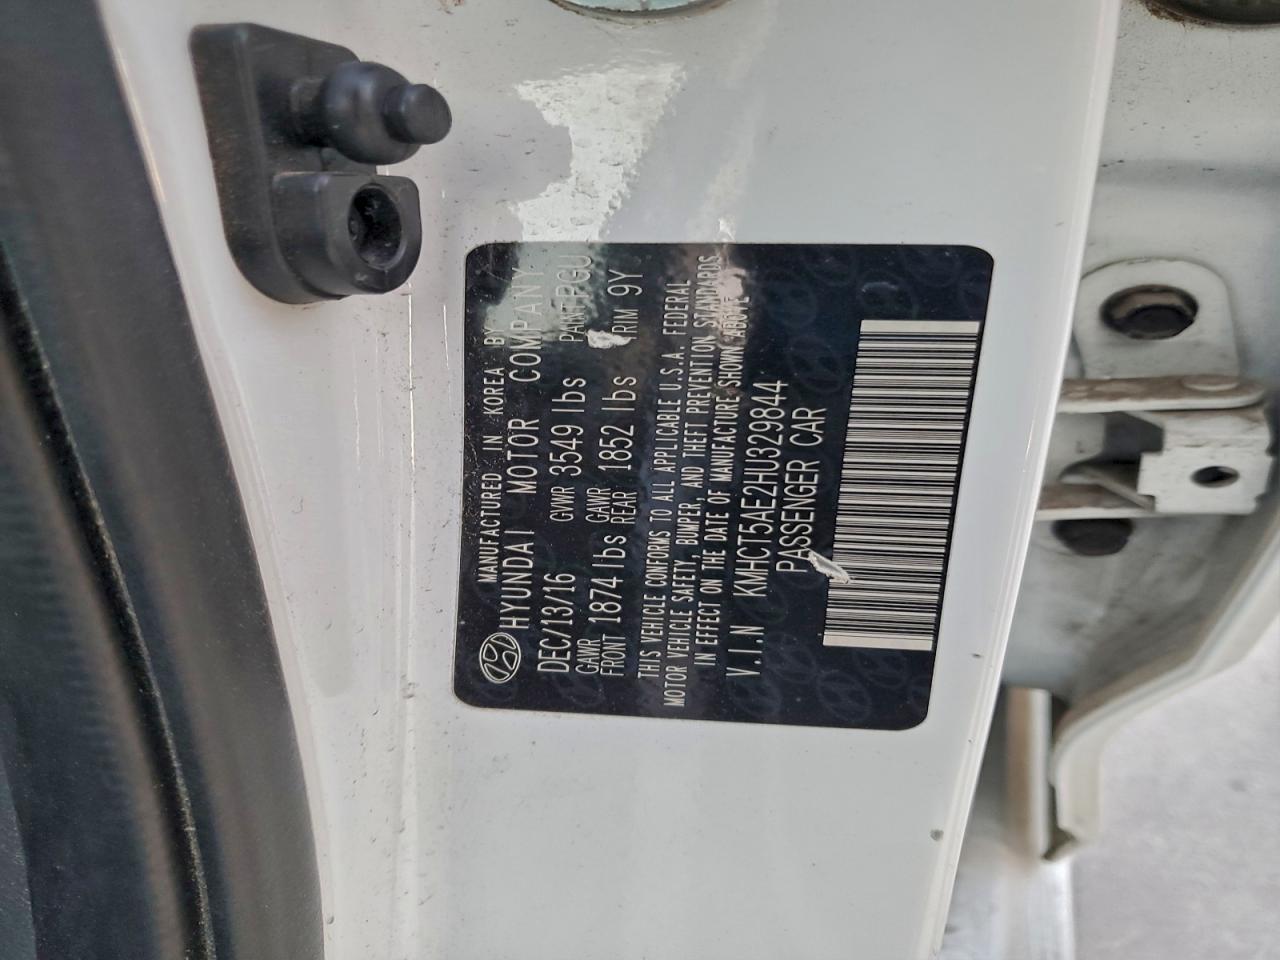 MANUFACTURED IN KOREA BY
HYUNDAI MOTOR COMPANY
DEC/13/16 GVWR 3549 lbs PAINT PGU
GAWR FRONT 1874 lbs GAWR REAR 1852 lbs TRIM 9Y
THIS VEHICLE CONFORMS TO ALL APPLICABLE U.S.A. FEDERAL
MOTOR VEHICLE SAFETY, BUMPER, AND THEFT PREVENTION STANDARDS
IN EFFECT ON THE DATE OF MANUFACTURE SHOWN ABOVE
V.I.N KMHCT5AE2HU329844
PASSENGER CAR